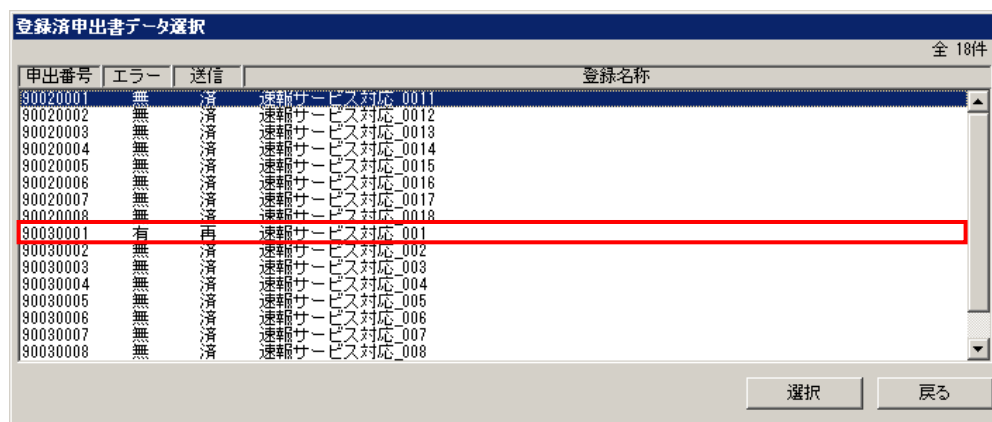 登録済申出書データ選択
全 18件
申出番号 エラー 送信 登録名称
90020001 無 済 速報サービス対応_0011
90020002 無 済 速報サービス対応_0012
90020003 無 済 速報サービス対応_0013
90020004 無 済 速報サービス対応_0014
90020005 無 済 速報サービス対応_0015
90020006 無 済 速報サービス対応_0016
90020007 無 済 速報サービス対応_0017
90020008 無 済 速報サービス対応_0018
90030001 有 再 速報サービス対応_001
90030002 無 済 速報サービス対応_002
90030003 無 済 速報サービス対応_003
90030004 無 済 速報サービス対応_004
90030005 無 済 速報サービス対応_005
90030006 無 済 速報サービス対応_006
90030007 無 済 速報サービス対応_007
90030008 無 済 速報サービス対応_008
選択 戻る